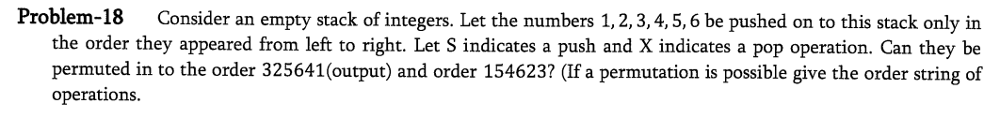 Problem-18 Consider an empty stack of integers. Let the numbers 1, 2, 3, 4, 5, 6 be pushed on to this stack only in
the order they appeared from left to right. Let S indicates a push and X indicates a pop operation. Can they be
permuted in to the order 325641(output) and order 154623? (If a permutation is possible give the order string of
operations.